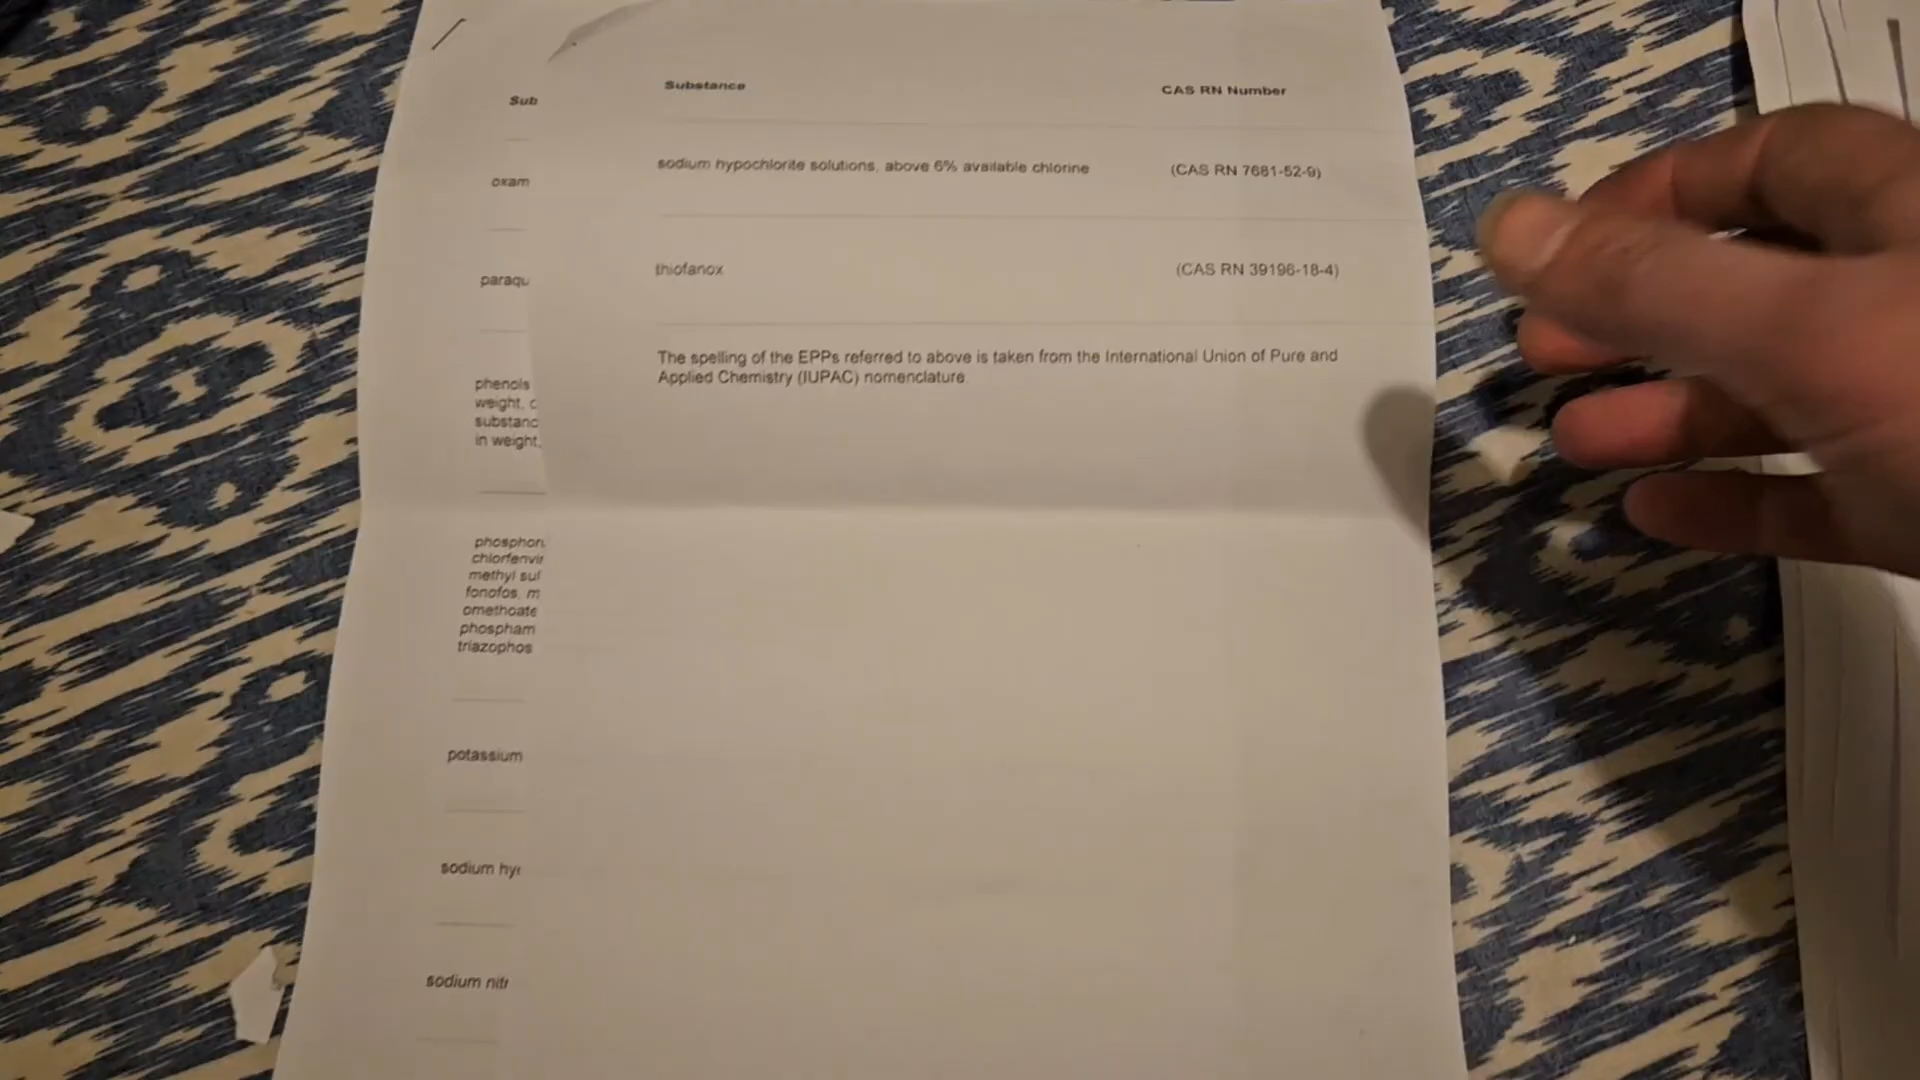 Substance CAS RN Number
sodium hypochlorite solutions, above 6% available chlorine (CAS RN 7681-52-9)
thiofanox (CAS RN 39196-18-4)
The spelling of the EPPs referred to above is taken from the International Union of Pure and
Applied Chemistry (IUPAC) nomenclature.
Sub
oxam
paraqu
phenols
weight, c
substanc
in weight,
phosphor
chlorfenvir
methyl sul
fonofos, m
omethoate
phospham
triazophos
potassium
sodium hy
sodium nitr